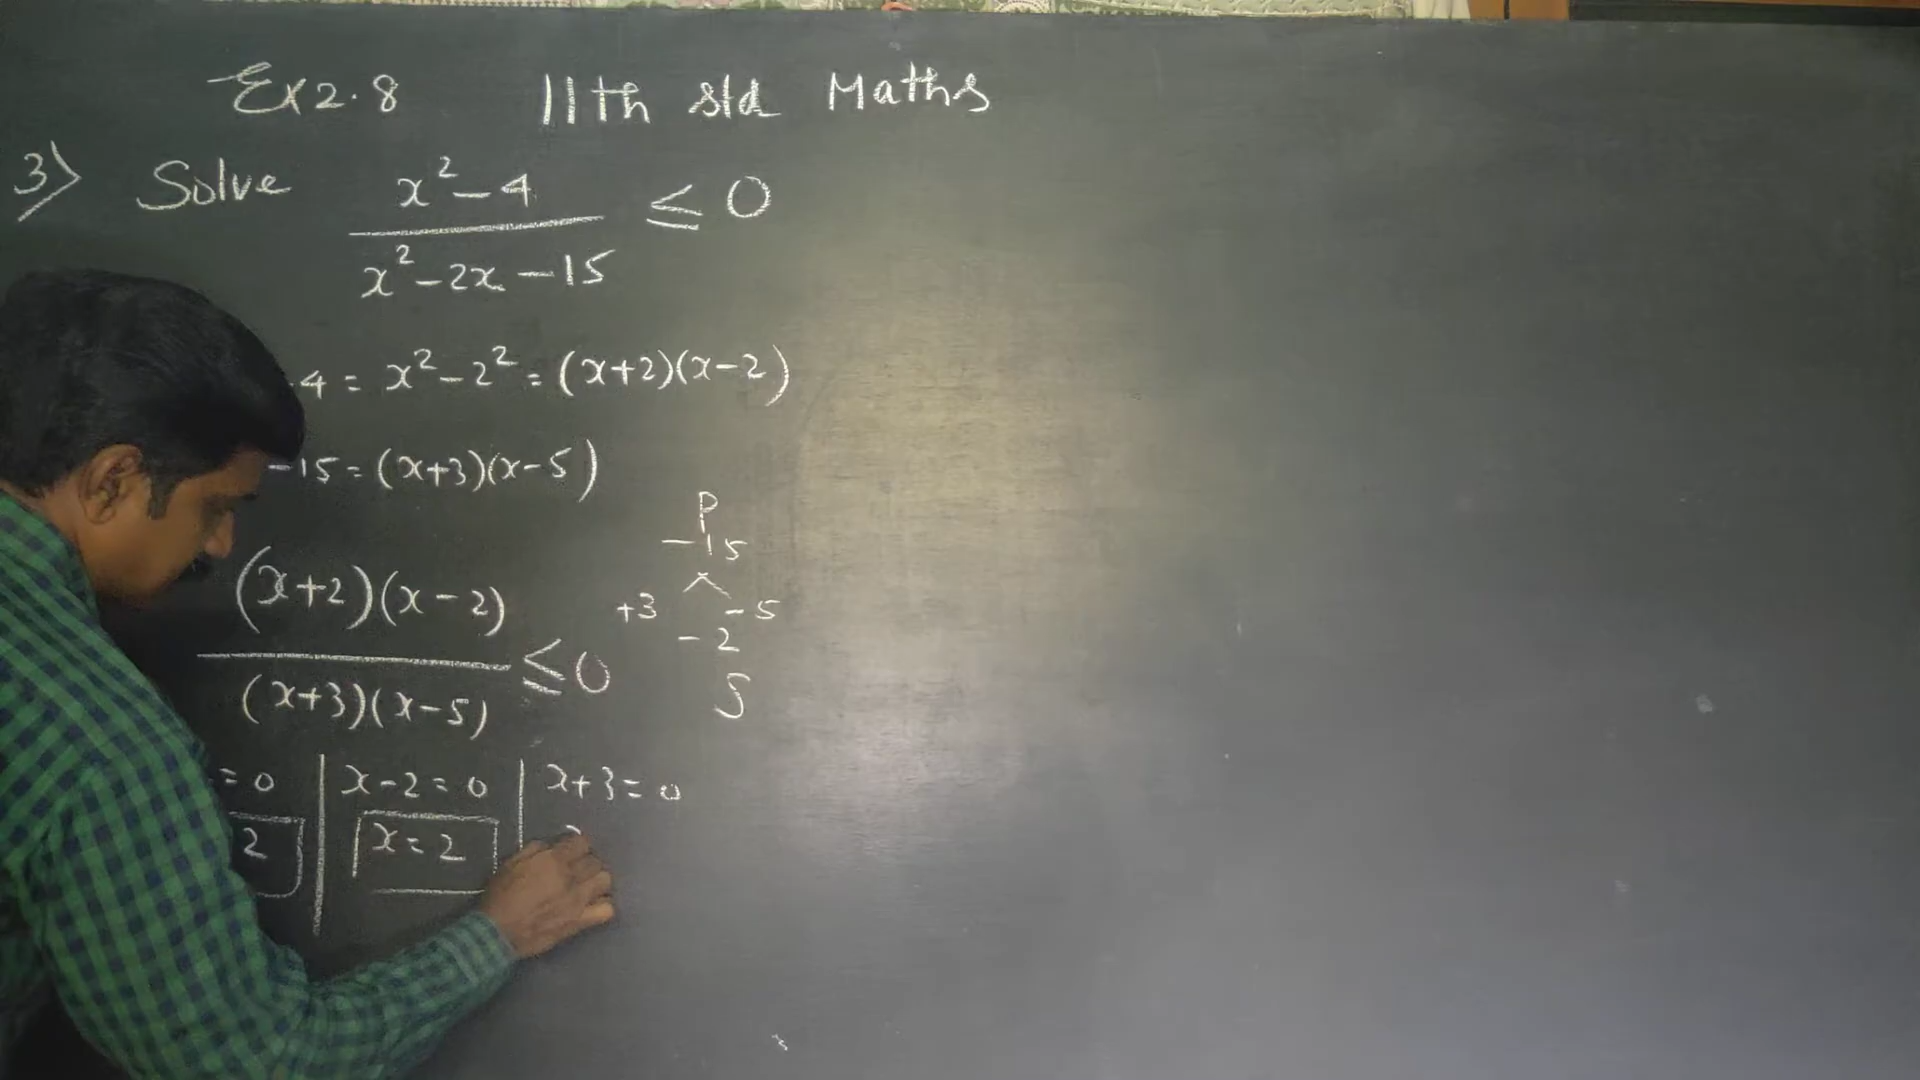 Ex 2.8 11th std Maths
3) Solve x² - 4 / x² - 2x - 15 ≤ 0
4 = x² - 2² = (x+2)(x-2)
-15 = (x+3)(x-5)
P
-15
+3 -5
-2
S
(x+2)(x-2) / (x+3)(x-5) ≤ 0
= 0 | x-2 = 0 | x+3 = 0
2 | x = 2